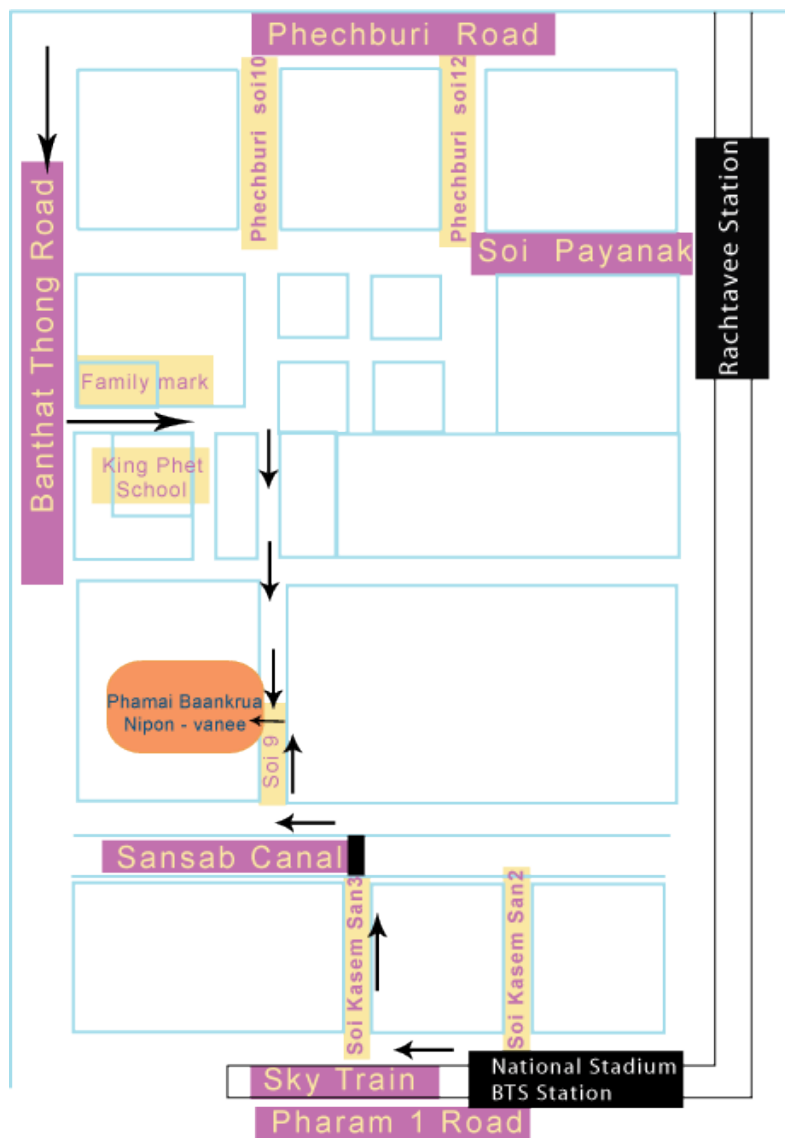 Phechburi Road
Phechburi soi10
Phechburi soi12
Soi Payanak
Rachtavee Station
Banthat Thong Road
Family mark
King Phet
School
Phamai Baankrua
Nipon - vanee
Soi 9
Sansab Canal
Soi Kasem San3
Soi Kasem San2
National Stadium
BTS Station
Sky Train
Pharam 1 Road